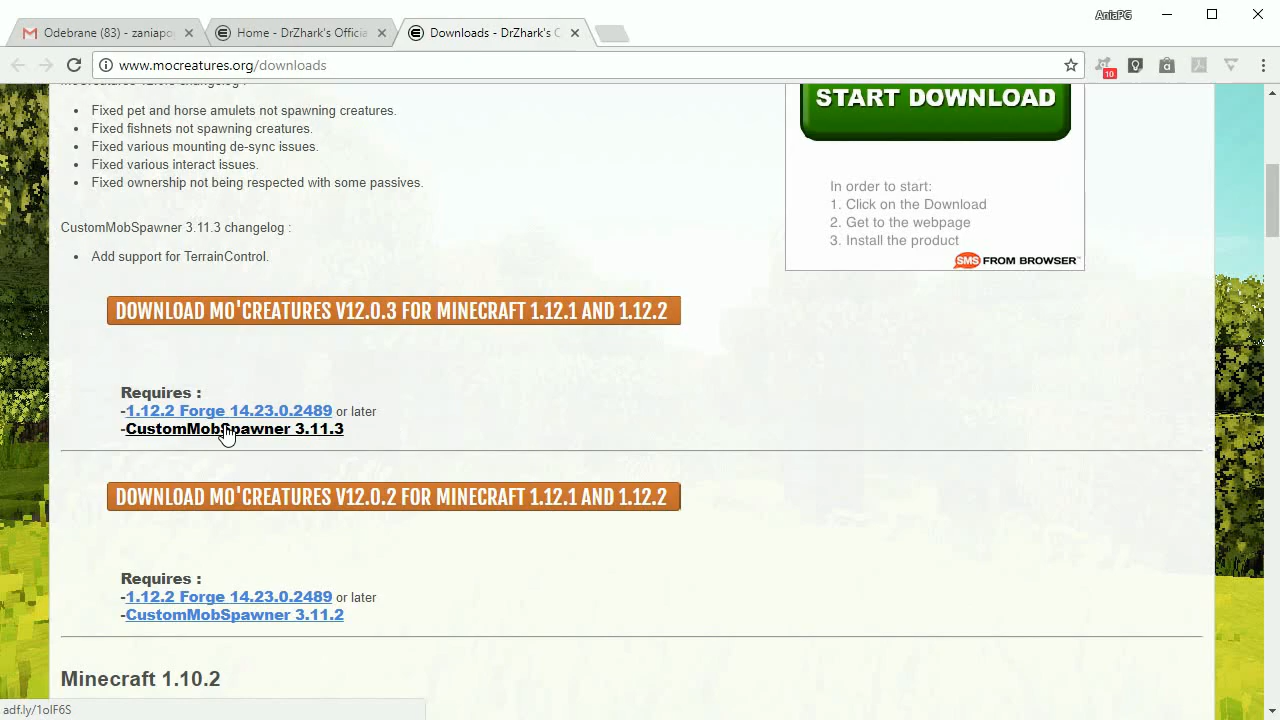 AniaPG
Odebrane (83) - zaniapo
Home - DrZhark's Officia
Downloads - DrZhark's O
www.mocreatures.org/downloads
10
Fixed pet and horse amulets not spawning creatures.
Fixed fishnets not spawning creatures.
Fixed various mounting de-sync issues.
Fixed various interact issues.
Fixed ownership not being respected with some passives.
START DOWNLOAD
In order to start:
1. Click on the Download
2. Get to the webpage
3. Install the product
SMS FROM BROWSER
CustomMobSpawner 3.11.3 changelog :
Add support for TerrainControl.
DOWNLOAD MO'CREATURES V12.0.3 FOR MINECRAFT 1.12.1 AND 1.12.2
Requires :
-1.12.2 Forge 14.23.0.2489 or later
-CustomMobSpawner 3.11.3
DOWNLOAD MO'CREATURES V12.0.2 FOR MINECRAFT 1.12.1 AND 1.12.2
Requires :
-1.12.2 Forge 14.23.0.2489 or later
-CustomMobSpawner 3.11.2
Minecraft 1.10.2